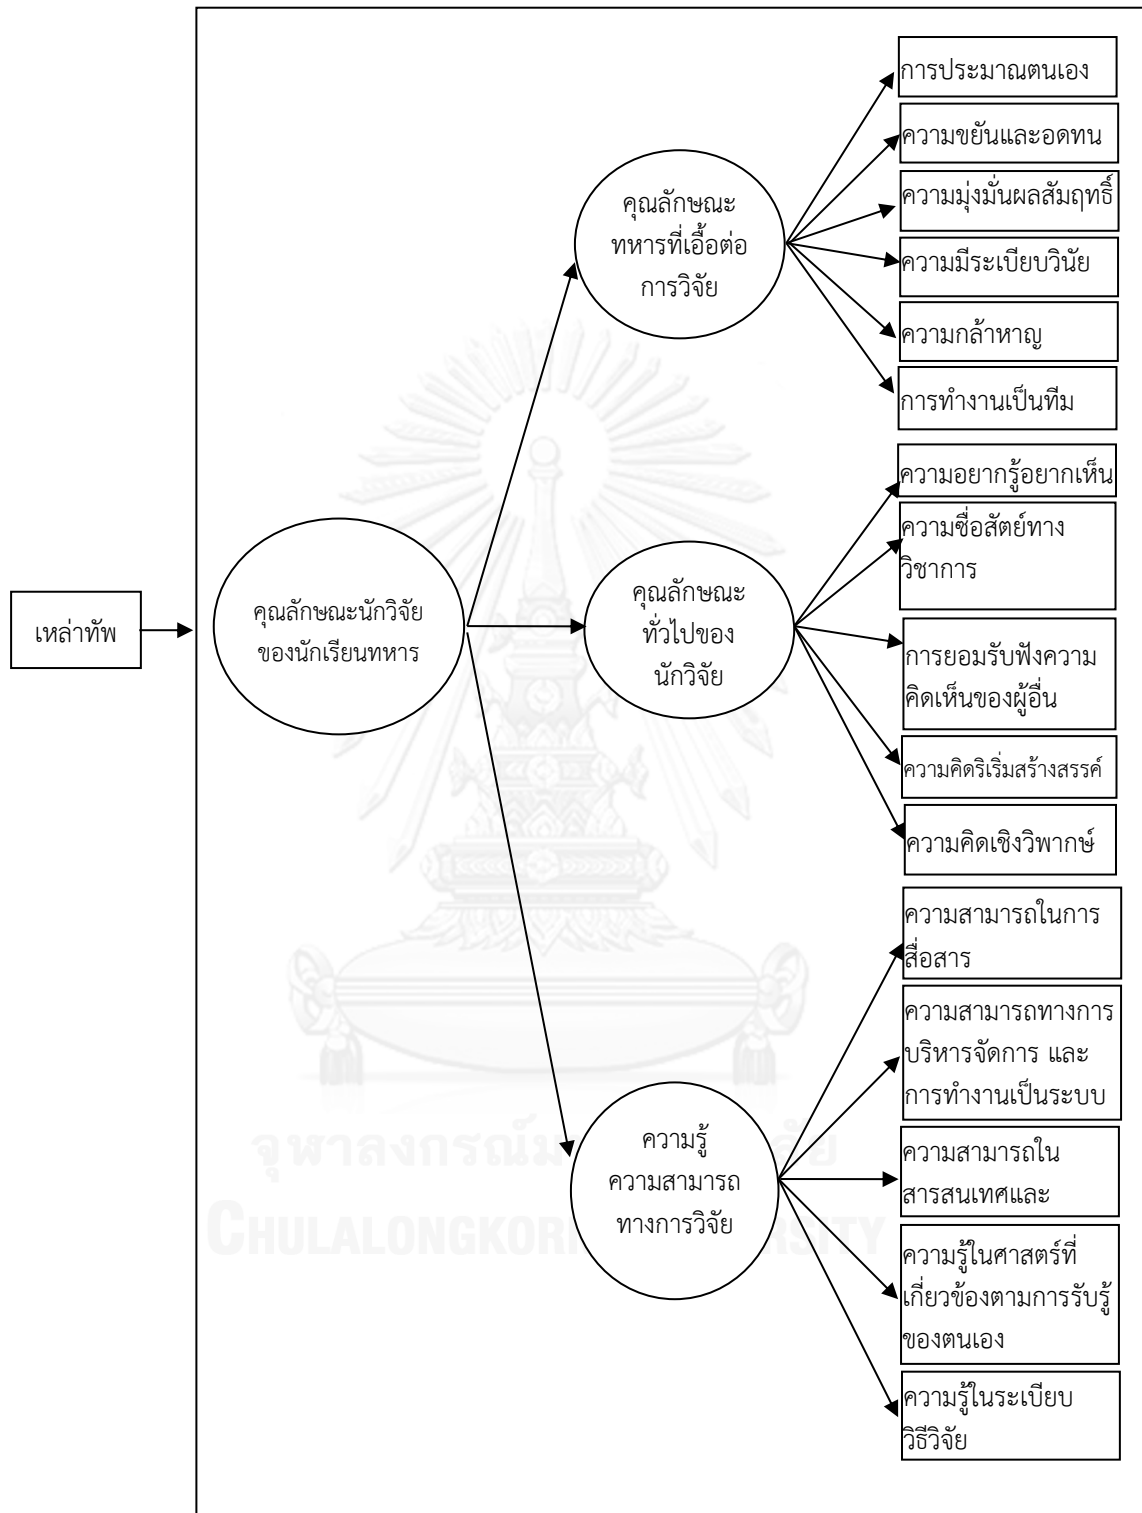 เหล่าทัพ
คุณลักษณะนักวิจัย
ของนักเรียนทหาร
คุณลักษณะ
ทหารที่เอื้อต่อ
การวิจัย
การประมาณตนเอง
ความขยันและอดทน
ความมุ่งมั่นผลสัมฤทธิ์
ความมีระเบียบวินัย
ความกล้าหาญ
การทำงานเป็นทีม
คุณลักษณะ
ทั่วไปของ
นักวิจัย
ความอยากรู้อยากเห็น
ความซื่อสัตย์ทาง
วิชาการ
การยอมรับฟังความ
คิดเห็นของผู้อื่น
ความคิดริเริ่มสร้างสรรค์
ความคิดเชิงวิพากษ์
ความรู้
ความสามารถ
ทางการวิจัย
ความสามารถในการ
สื่อสาร
ความสามารถทางการ
บริหารจัดการ และ
การทำงานเป็นระบบ
ความสามารถใน
สารสนเทศและ
ความรู้ในศาสตร์ที่
เกี่ยวข้องตามการรับรู้
ของตนเอง
ความรู้ในระเบียบ
วิธีวิจัย